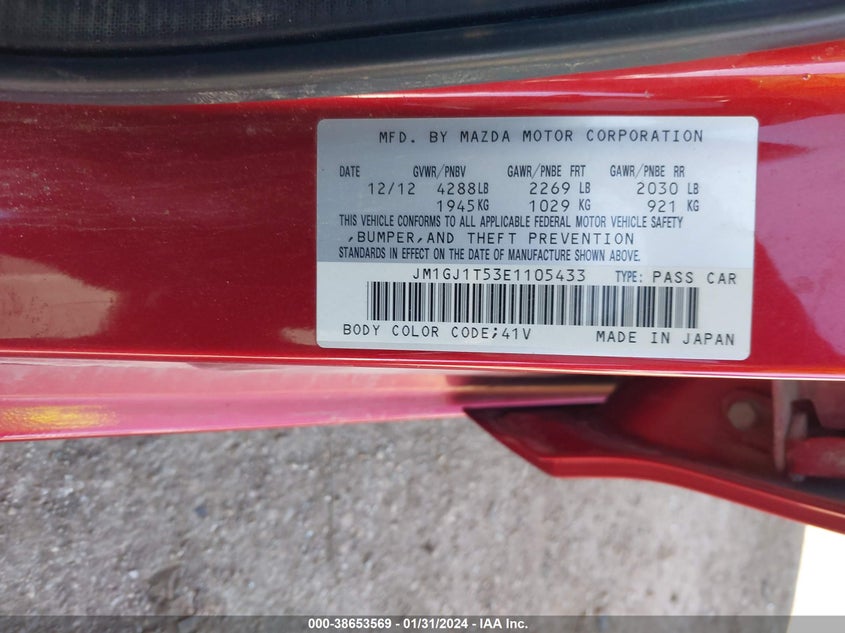 MFD. BY MAZDA MOTOR CORPORATION
DATE GVWR/PNBV GAWR/PNBE FRT GAWR/PNBE RR
12/12 4288LB 2269 LB 2030 LB
1945KG 1029 KG 921 KG
THIS VEHICLE CONFORMS TO ALL APPLICABLE FEDERAL MOTOR VEHICLE SAFETY
,BUMPER,AND THEFT PREVENTION
STANDARDS IN EFFECT ON THE DATE OF MANUFACTURE SHOWN ABOVE.
JM1GJ1T53E1105433 TYPE: PASS CAR
BODY COLOR CODE;41V MADE IN JAPAN
000-38653569 - 01/31/2024 - IAA Inc.